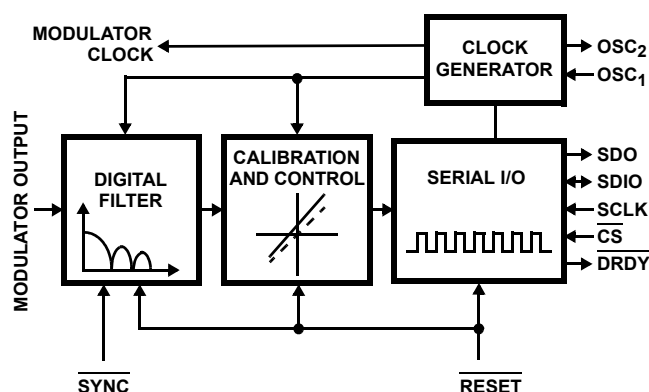 MODULATOR
CLOCK
CLOCK
GENERATOR
OSC2
OSC1
MODULATOR OUTPUT
DIGITAL
FILTER
CALIBRATION
AND CONTROL
SERIAL I/O
SDO
SDIO
SCLK
CS
DRDY
SYNC
RESET